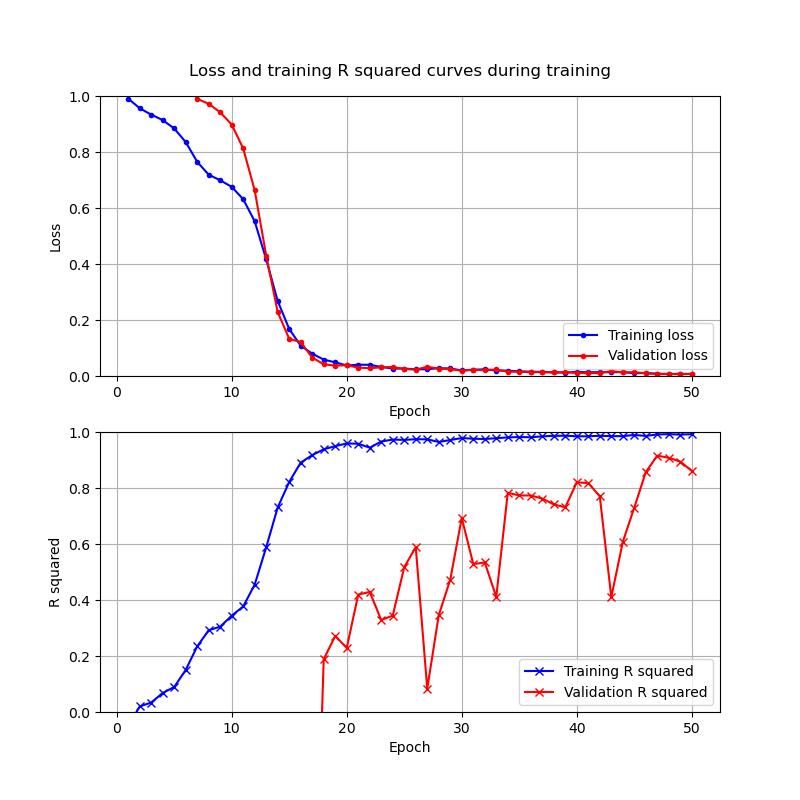 Loss and training R squared curves during training
1.0
0.8
0.6
0.4
0.2
0.0
Loss
Training loss
Validation loss
0 10 20 30 40 50
Epoch
1.0
0.8
0.6
0.4
0.2
0.0
R squared
Training R squared
Validation R squared
0 10 20 30 40 50
Epoch